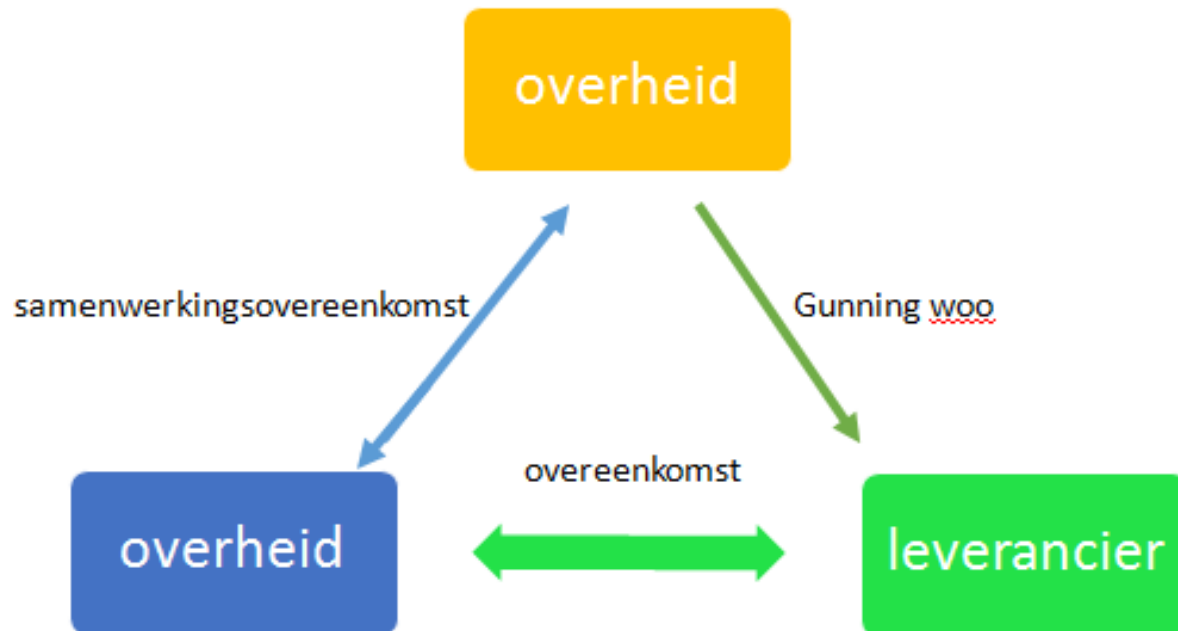 overheid
samenwerkingsovereenkomst
Gunning woo
overeenkomst
overheid
leverancier